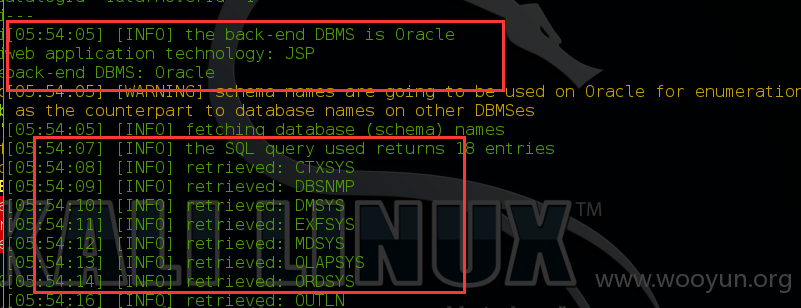 ---
[05:54:05] [INFO] the back-end DBMS is Oracle
web application technology: JSP
back-end DBMS: Oracle
[05:54:05] [WARNING] schema names are going to be used on Oracle for enumeration
as the counterpart to database names on other DBMSes
[05:54:05] [INFO] fetching database (schema) names
[05:54:07] [INFO] the SQL query used returns 18 entries
[05:54:08] [INFO] retrieved: CTXSYS
[05:54:09] [INFO] retrieved: DBSNMP
[05:54:10] [INFO] retrieved: DMSYS
[05:54:11] [INFO] retrieved: EXFSYS
[05:54:12] [INFO] retrieved: MDSYS
[05:54:13] [INFO] retrieved: OLAPSYS
[05:54:14] [INFO] retrieved: ORDSYS
[05:54:16] [INFO] retrieved: OUTLN
KALI LINUX™
www.wooyun.org